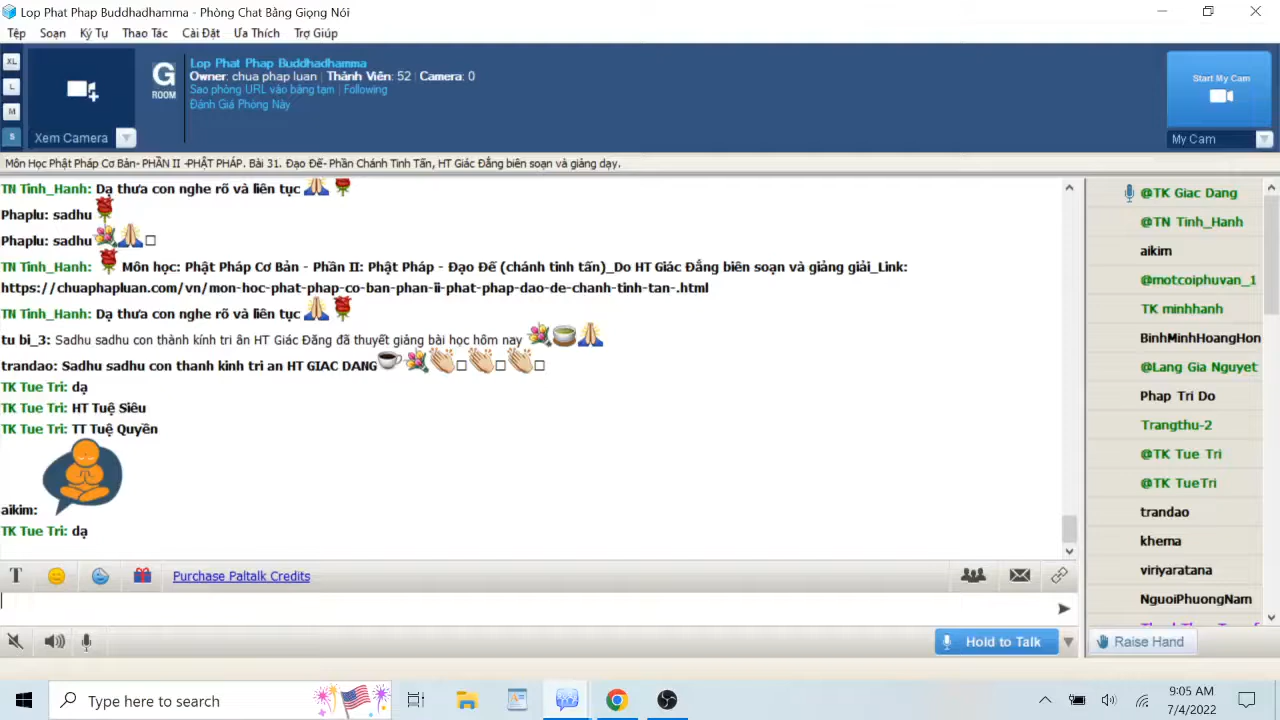 Lop Phat Phap Buddhadhamma - Phòng Chat Bằng Giọng Nói
Tệp Soạn Ký Tự Thao Tác Cài Đặt Ưa Thích Trợ Giúp
XL
L
M
S
Xem Camera
G
ROOM
Lop Phat Phap Buddhadhamma
Owner: chua phap luan | Thành Viên: 52 | Camera: 0
Sao phòng URL vào bảng tạm | Following
Đánh Giá Phòng Này
Start My Cam
My Cam
Môn Học Phật Pháp Cơ Bản- PHẦN II -PHẬT PHÁP. Bài 31. Đạo Đế- Phần Chánh Tinh Tấn, HT Giác Đẳng biên soạn và giảng dạy.
TN Tinh_Hanh: Dạ thưa con nghe rõ và liên tục
Phaplu: sadhu
Phaplu: sadhu
TN Tinh_Hanh: Môn học: Phật Pháp Cơ Bản - Phần II: Phật Pháp - Đạo Đế (chánh tinh tấn)_Do HT Giác Đẳng biên soạn và giảng giải_Link:
https://chuaphapluan.com/vn/mon-hoc-phat-phap-co-ban-phan-ii-phat-phap-dao-de-chanh-tinh-tan-.html
TN Tinh_Hanh: Dạ thưa con nghe rõ và liên tục
tu bi_3: Sadhu sadhu con thành kính tri ân HT Giác Đăng đã thuyết giảng bài học hôm nay
trandao: Sadhu sadhu con thanh kinh tri an HT GIAC DANG
TK Tue Tri: dạ
TK Tue Tri: HT Tuệ Siêu
TK Tue Tri: TT Tuệ Quyền
aikim:
TK Tue Tri: dạ
@TK Giac Dang
@TN Tinh_Hanh
aikim
@motcoiphuvan_1
TK minhhanh
BinhMinhHoangHon
@Lang Gia Nguyet
Phap Tri Do
Trangthu-2
@TK Tue Tri
@TK TueTri
trandao
khema
viriyaratana
NguoiPhuongNam
T Purchase Paltalk Credits
Hold to Talk
Raise Hand
Type here to search
9:05 AM
7/4/2022